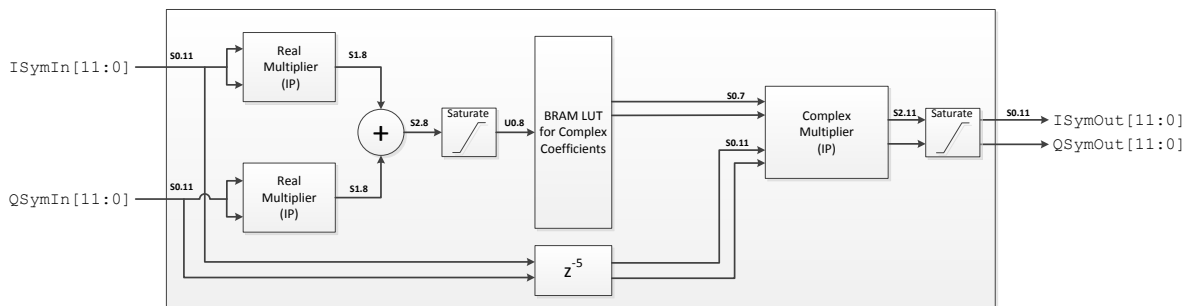 ISymIn[11:0]
S0.11
Real
Multiplier
(IP)
S1.8
+
S2.8
Saturate
U0.8
BRAM LUT
for Complex
Coefficients
S0.7
S0.11
Complex
Multiplier
(IP)
S2.11
Saturate
S0.11
ISymOut[11:0]
QSymOut[11:0]
QSymIn[11:0]
S0.11
Real
Multiplier
(IP)
S1.8
z-5